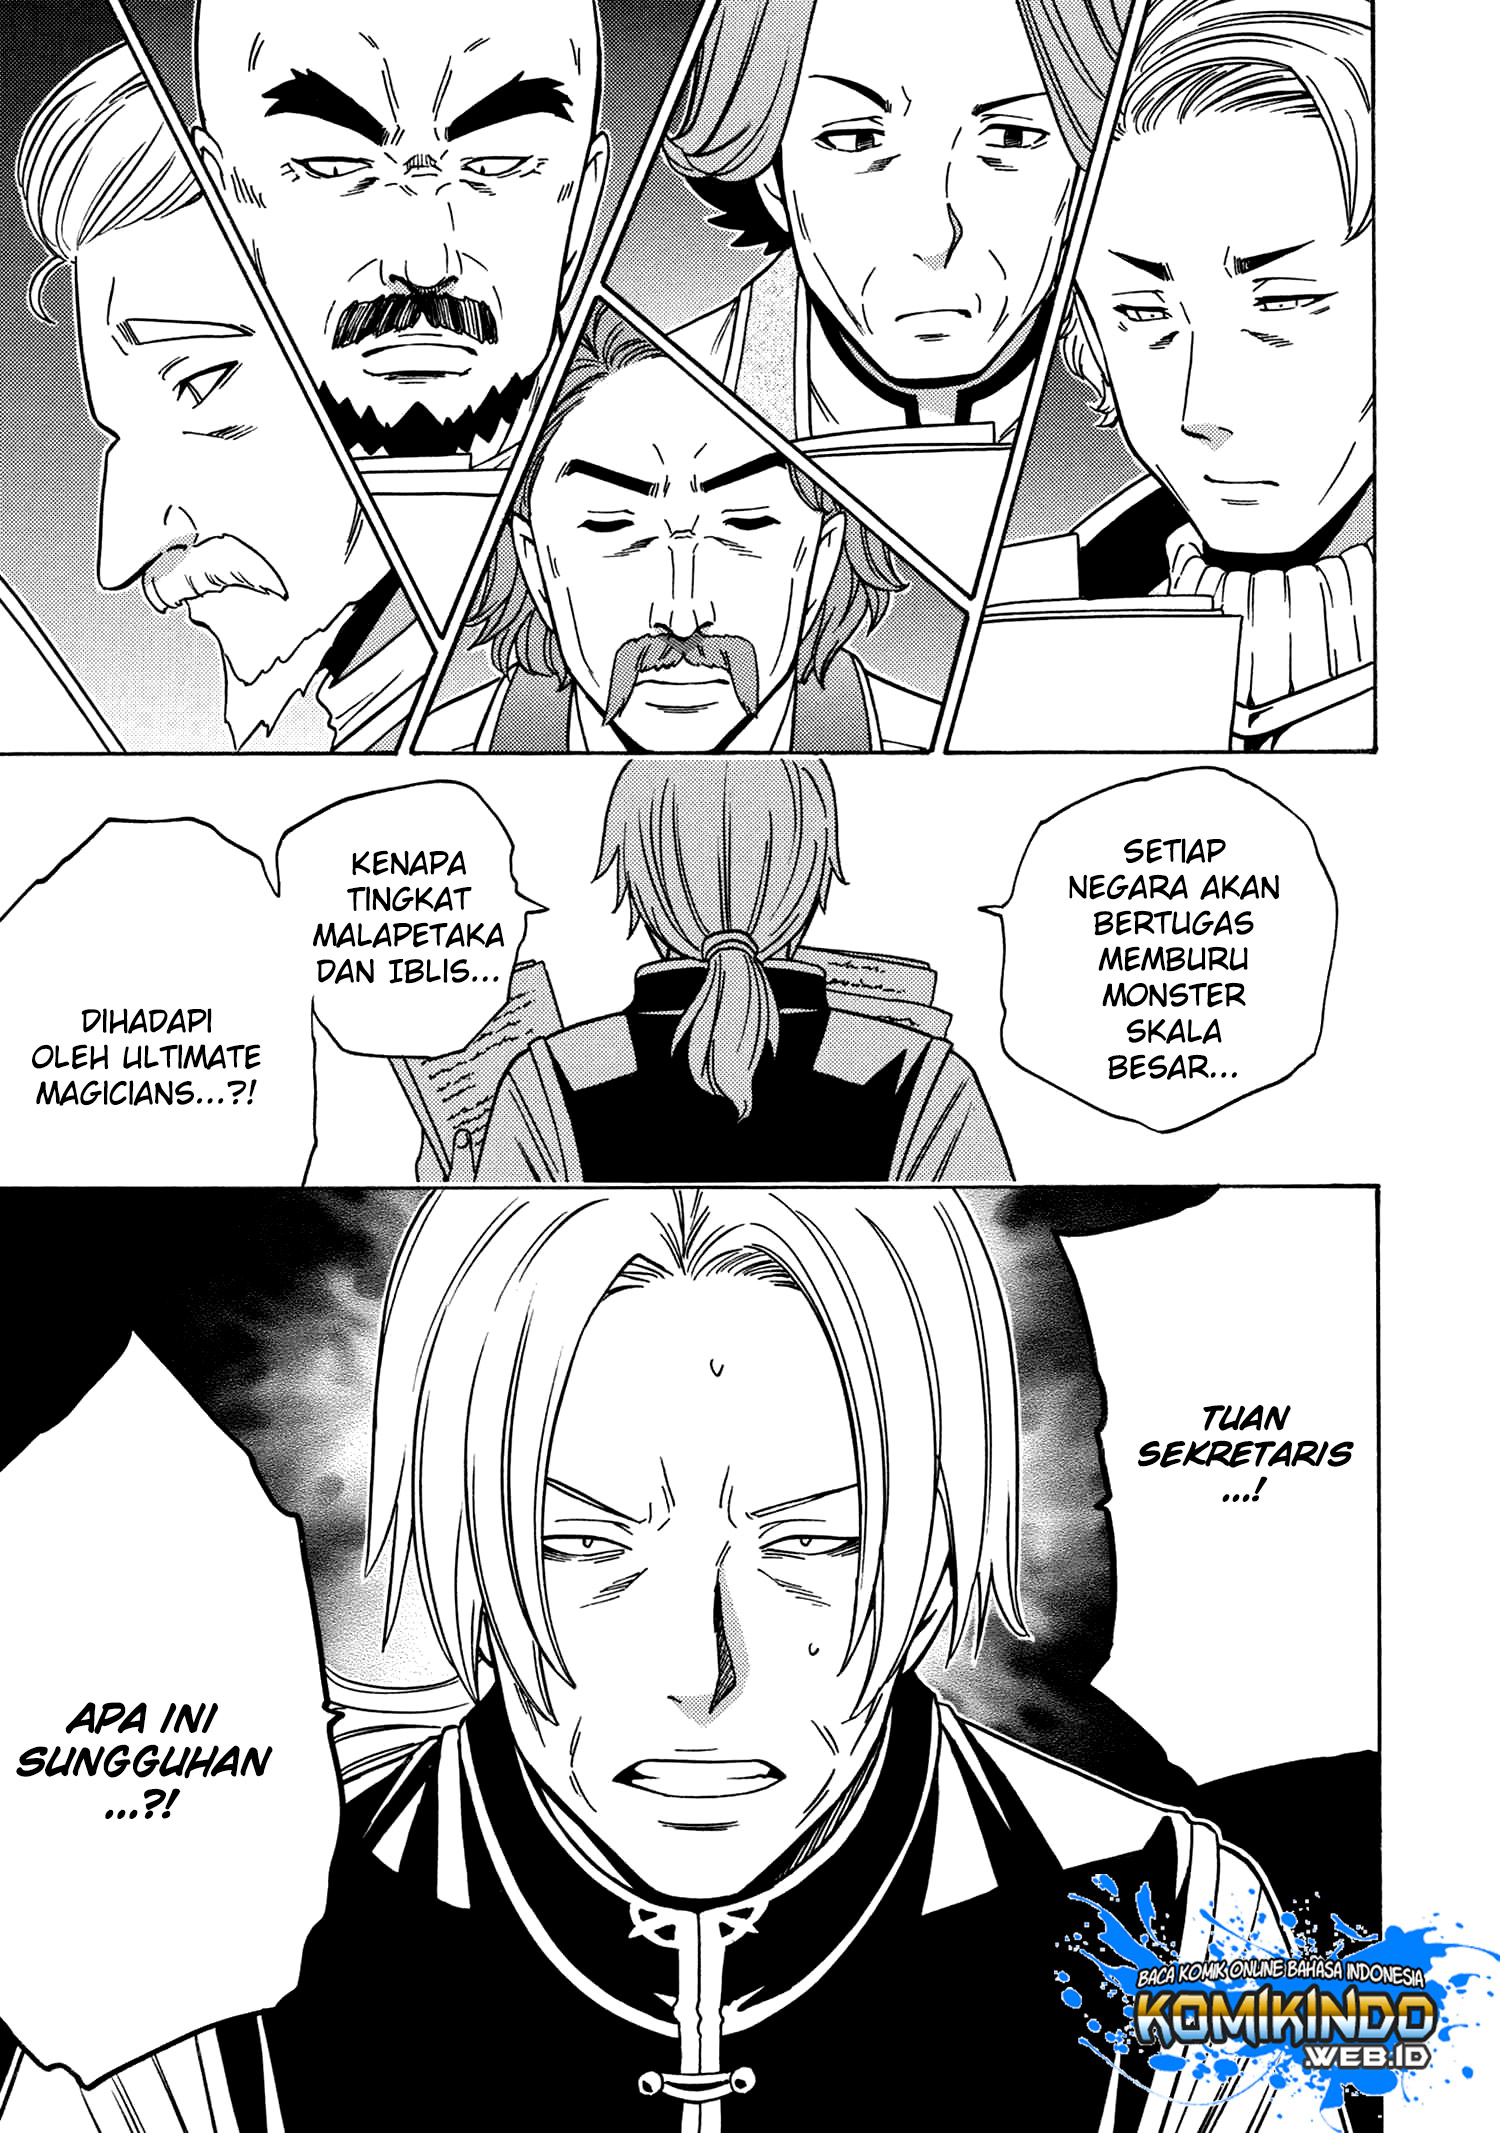 SETIAP
NEGARA AKAN
BERTUGAS
MEMBURU
MONSTER
SKALA
BESAR...
KENAPA
TINGKAT
MALAPETAKA
DAN IBLIS...
DIHADAPI
OLEH ULTIMATE
MAGICIANS...?!
TUAN
SEKRETARIS
...!
APA INI
SUNGGUHAN
...?!
BACA KOMIK ONLINE BAHASA INDONESIA
KOMIKINDO
.WEB.ID